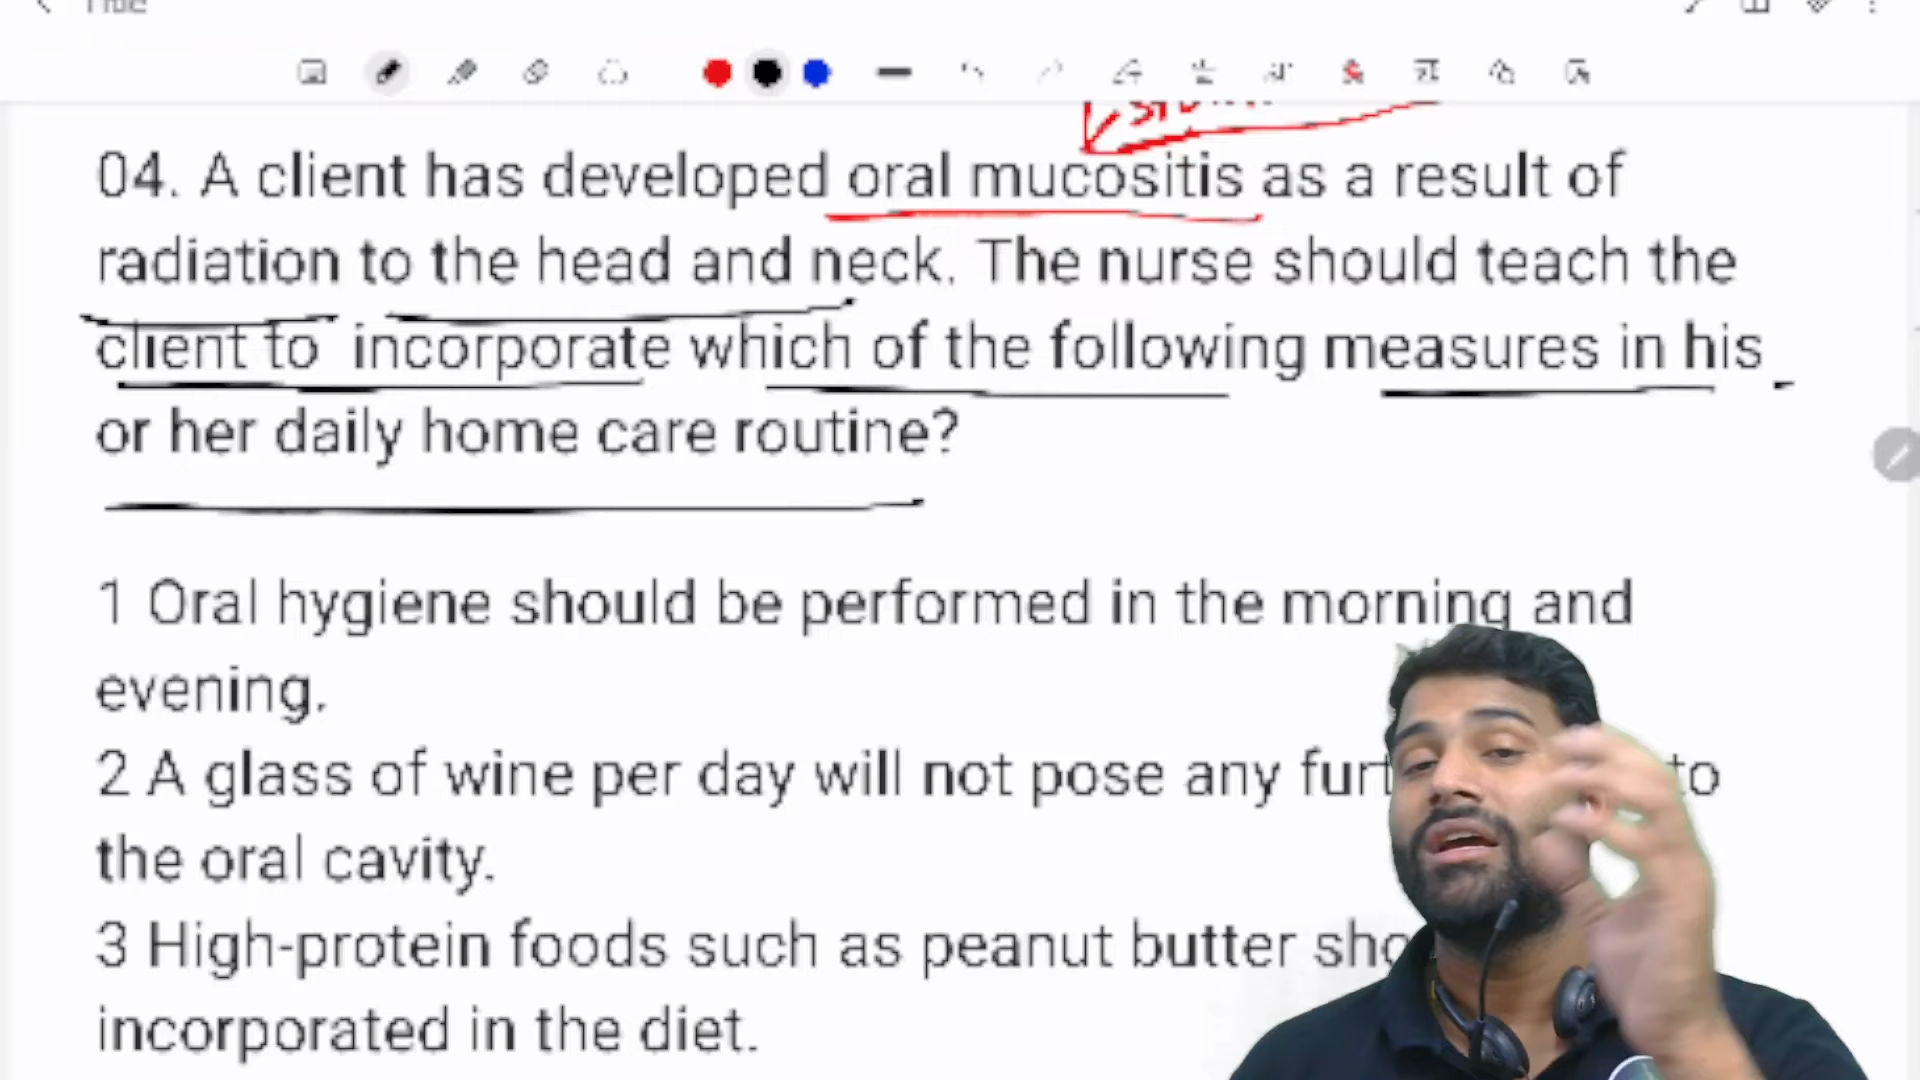 Title
04. A client has developed oral mucositis as a result of
radiation to the head and neck. The nurse should teach the
client to incorporate which of the following measures in his
or her daily home care routine?
1 Oral hygiene should be performed in the morning and
evening.
2 A glass of wine per day will not pose any to
the oral cavity.
3 High-protein foods such as peanut butter
incorporated in the diet.